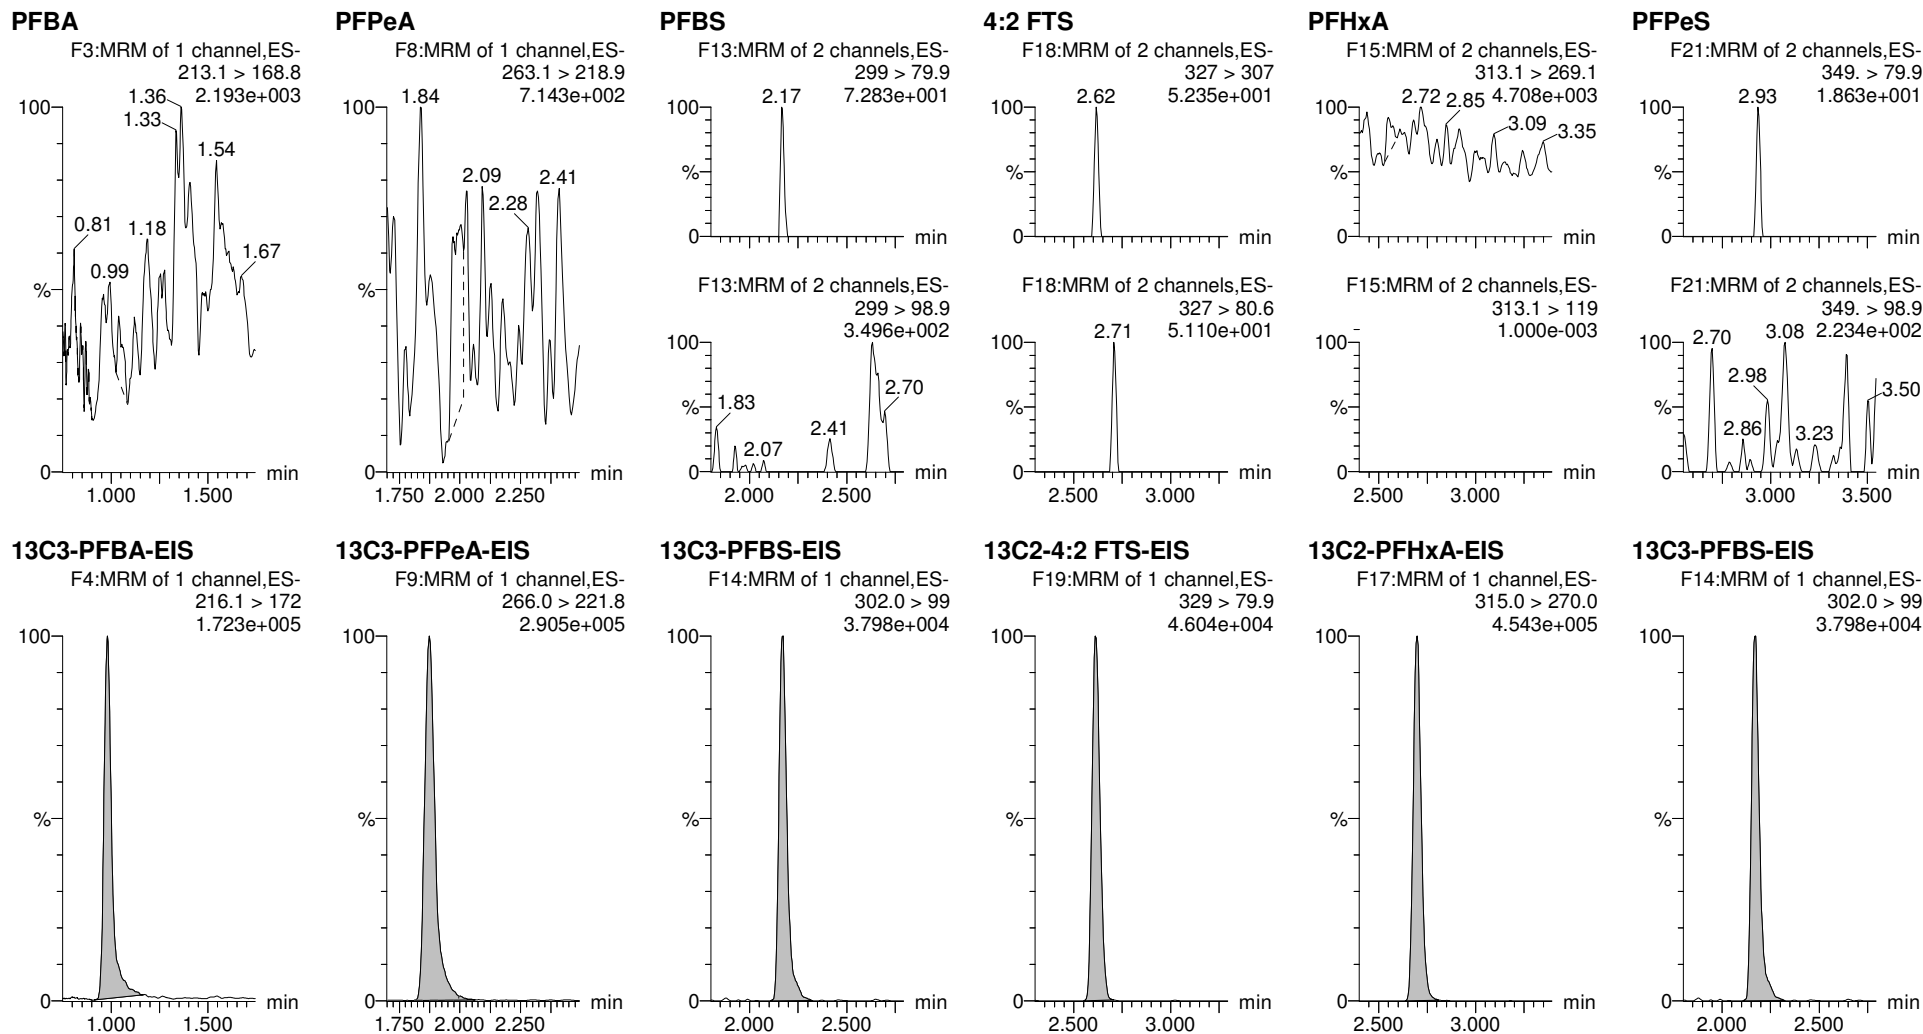 PFBA
F3:MRM of 1 channel,ES-
213.1 > 168.8
2.193e+003
100
1.36
1.33
1.54
0.81
1.18
0.99
1.67
%
0
min
1.000
1.500
PFPeA
F8:MRM of 1 channel,ES-
263.1 > 218.9
7.143e+002
100
1.84
2.09
2.41
2.28
%
0
min
1.750
2.000
2.250
PFBS
F13:MRM of 2 channels,ES-
299 > 79.9
7.283e+001
100
2.17
%
0
min
F13:MRM of 2 channels,ES-
299 > 98.9
3.496e+002
100
1.83
2.70
2.41
2.07
%
0
min
2.000
2.500
4:2 FTS
F18:MRM of 2 channels,ES-
327 > 307
5.235e+001
100
2.62
%
0
min
F18:MRM of 2 channels,ES-
327 > 80.6
5.110e+001
100
2.71
%
0
min
2.500
3.000
PFHxA
F15:MRM of 2 channels,ES-
313.1 > 269.1
4.708e+003
100
2.72
2.85
3.09
3.35
%
0
min
F15:MRM of 2 channels,ES-
313.1 > 119
1.000e-003
100
%
0
min
2.500
3.000
PFPeS
F21:MRM of 2 channels,ES-
349. > 79.9
1.863e+001
100
2.93
%
0
min
F21:MRM of 2 channels,ES-
349. > 98.9
2.234e+002
100
2.70
3.08
2.98
3.50
2.86
3.23
%
0
min
3.000
3.500
13C3-PFBA-EIS
F4:MRM of 1 channel,ES-
216.1 > 172
1.723e+005
100
%
0
min
1.000
1.500
13C3-PFPeA-EIS
F9:MRM of 1 channel,ES-
266.0 > 221.8
2.905e+005
100
%
0
min
1.750
2.000
2.250
13C3-PFBS-EIS
F14:MRM of 1 channel,ES-
302.0 > 99
3.798e+004
100
%
0
min
2.000
2.500
13C2-4:2 FTS-EIS
F19:MRM of 1 channel,ES-
329 > 79.9
4.604e+004
100
%
0
min
2.500
3.000
13C2-PFHxA-EIS
F17:MRM of 1 channel,ES-
315.0 > 270.0
4.543e+005
100
%
0
min
2.500
3.000
13C3-PFBS-EIS
F14:MRM of 1 channel,ES-
302.0 > 99
3.798e+004
100
%
0
min
2.000
2.500